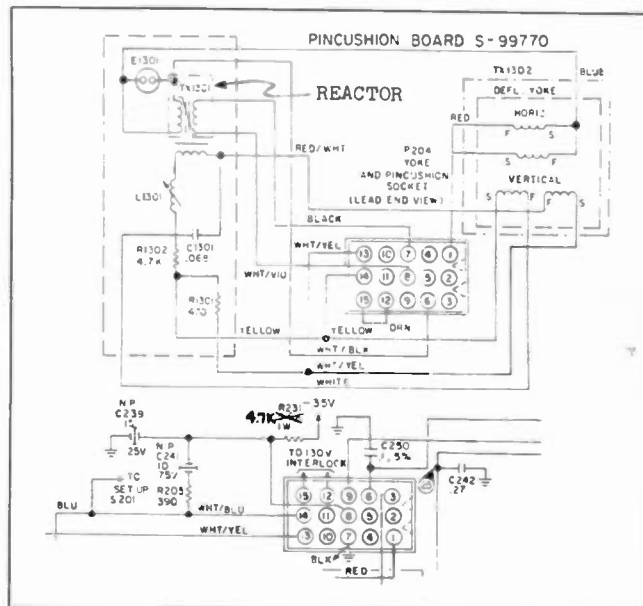 PINCUSHION BOARD S-99770
E1301
TX1301
REACTOR
TX1302
BLUE
DEFL. YOKE
HORIZ
RED
F S
S F
VERTICAL
S F
F S
RED/WHT
P204
YOKE
AND PINCUSHION
SOCKET
(LEAD END VIEW)
L1301
BLACK
C1301
.068
R1302
4.7K
WHT/YEL
WHT/VIO
13 10 7 4 1
14 11 8 5 2
15 12 9 6 3
R1301
470
YELLOW
YELLOW
ORN
WHT/BLK
WHT/YEL
WHITE
N.P.
C239
25V
N.P.
C241
10
75V
R231
4.7K
1W
-35V
TO 130V
INTERLOCK
C250
5%
C242
.27
TO
SET UP
S201
R205
390
BLU
WHT/BLU
WHT/YEL
15 12 9 6 3
14 11 8 5 2
13 10 7 4 1
BLK
RED